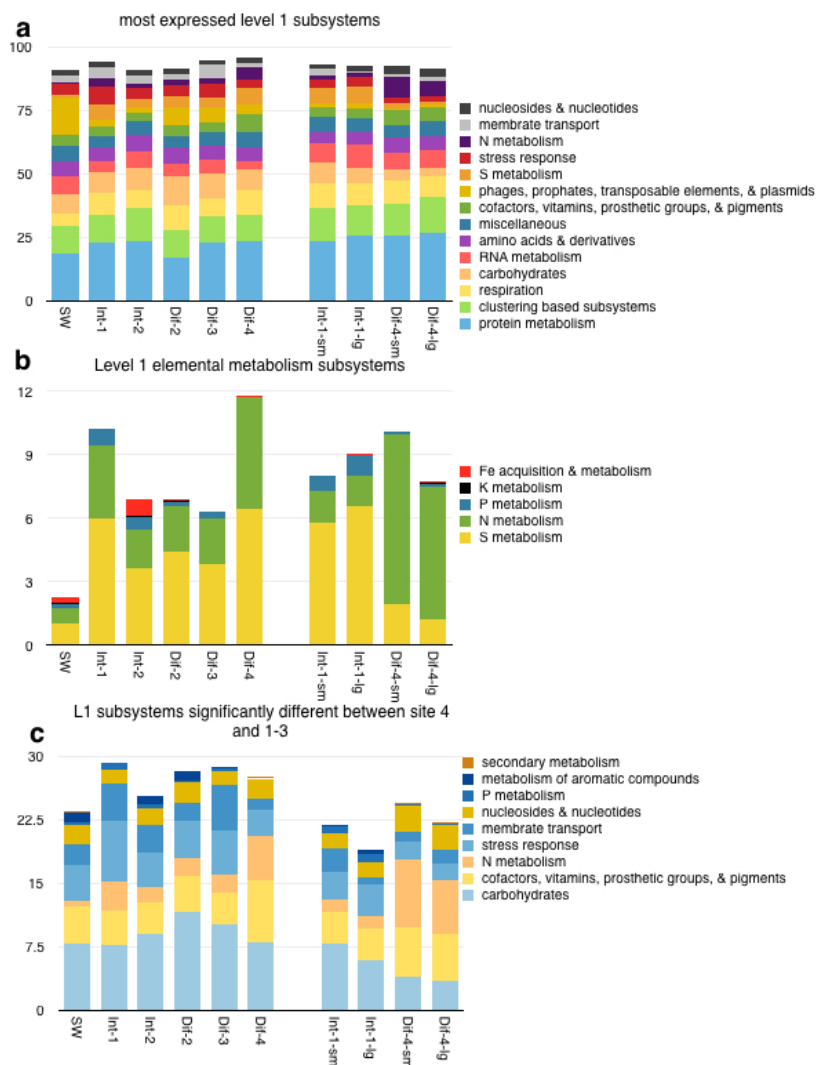 a
most expressed level 1 subsystems
100
75
50
25
0
SW
Int-1
Int-2
Dif-2
Dif-3
Dif-4
Int-1-sm
Int-1-lg
Dif-4-sm
Dif-4-lg
nucleosides & nucleotides
membrate transport
N metabolism
stress response
S metabolism
phages, prophates, transposable elements, & plasmids
cofactors, vitamins, prosthetic groups, & pigments
miscellaneous
amino acids & derivatives
RNA metabolism
carbohydrates
respiration
clustering based subsystems
protein metabolism
b
Level 1 elemental metabolism subsystems
12
9
6
3
0
SW
Int-1
Int-2
Dif-2
Dif-3
Dif-4
Int-1-sm
Int-1-lg
Dif-4-sm
Dif-4-lg
Fe acquisition & metabolism
K metabolism
P metabolism
N metabolism
S metabolism
c
L1 subsystems significantly different between site 4
and 1-3
30
22.5
15
7.5
0
SW
Int-1
Int-2
Dif-2
Dif-3
Dif-4
Int-1-sm
Int-1-lg
Dif-4-sm
Dif-4-lg
secondary metabolism
metabolism of aromatic compounds
P metabolism
nucleosides & nucleotides
membrate transport
stress response
N metabolism
cofactors, vitamins, prosthetic groups, & pigments
carbohydrates